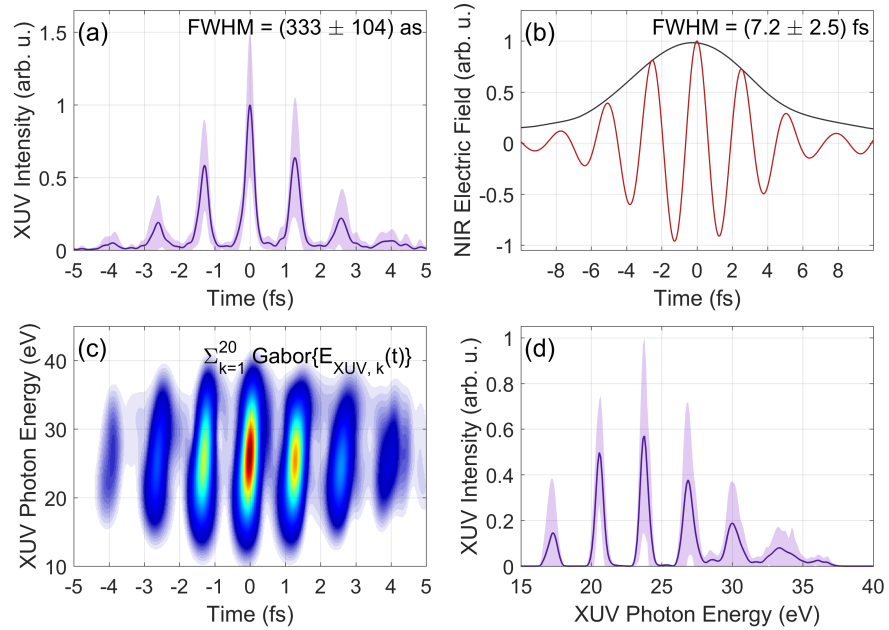 (a)
FWHM = (333 ± 104) as
XUV Intensity (arb. u.)
1.5
1
0.5
0
-5 -4 -3 -2 -1 0 1 2 3 4 5
Time (fs)
(b)
FWHM = (7.2 ± 2.5) fs
NIR Electric Field (arb. u.)
1
0.5
0
-0.5
-1
-8 -6 -4 -2 0 2 4 6 8
Time (fs)
(c)
Σ_{k=1}^{20} Gabor{E_{XUV, k}(t)}
XUV Photon Energy (eV)
40
30
20
10
-5 -4 -3 -2 -1 0 1 2 3 4 5
Time (fs)
(d)
XUV Intensity (arb. u.)
1
0.8
0.6
0.4
0.2
0
15 20 25 30 35 40
XUV Photon Energy (eV)